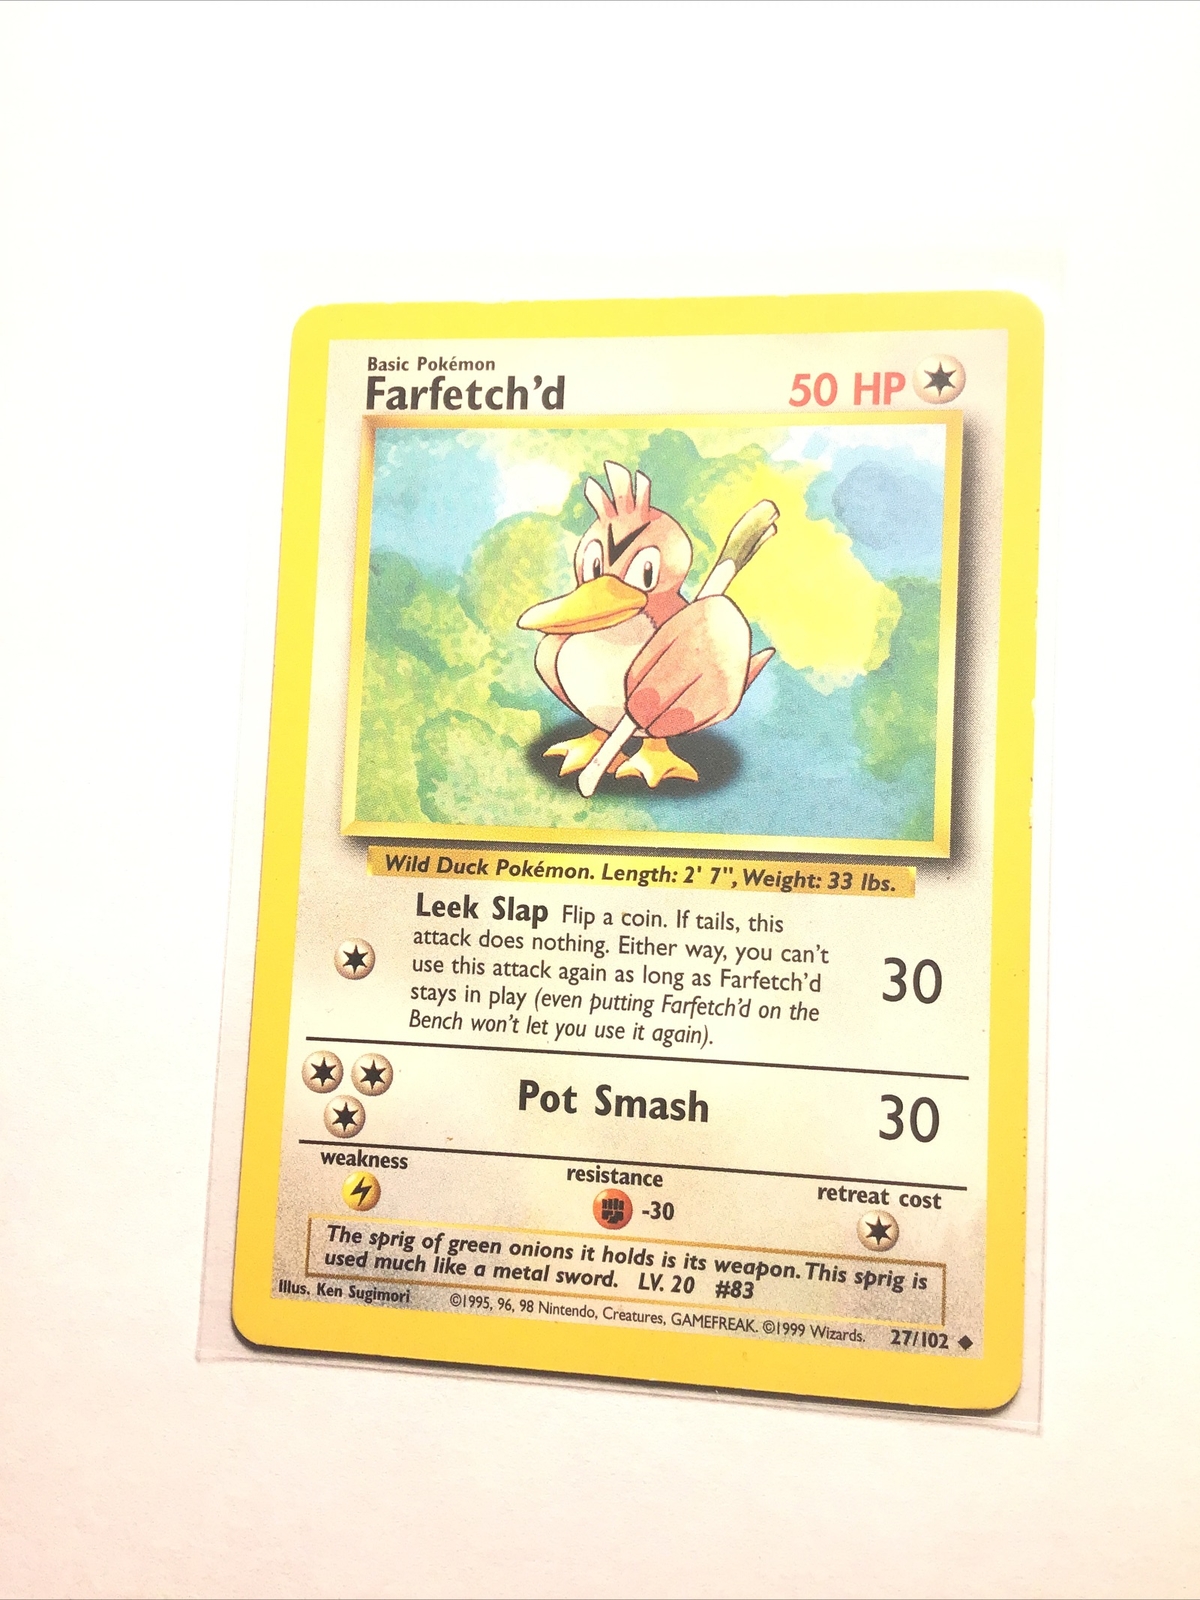 Basic Pokémon
Farfetch'd
50 HP
Wild Duck Pokémon. Length: 2' 7", Weight: 33 lbs.
Leek Slap Flip a coin. If tails, this
attack does nothing. Either way, you can't
use this attack again as long as Farfetch'd
stays in play (even putting Farfetch'd on the
Bench won't let you use it again).
30
Pot Smash
30
weakness
resistance
-30
retreat cost
The sprig of green onions it holds is its weapon. This sprig is
used much like a metal sword. LV. 20 #83
Illus. Ken Sugimori
©1995, 96, 98 Nintendo, Creatures, GAMEFREAK. ©1999 Wizards.
27/102